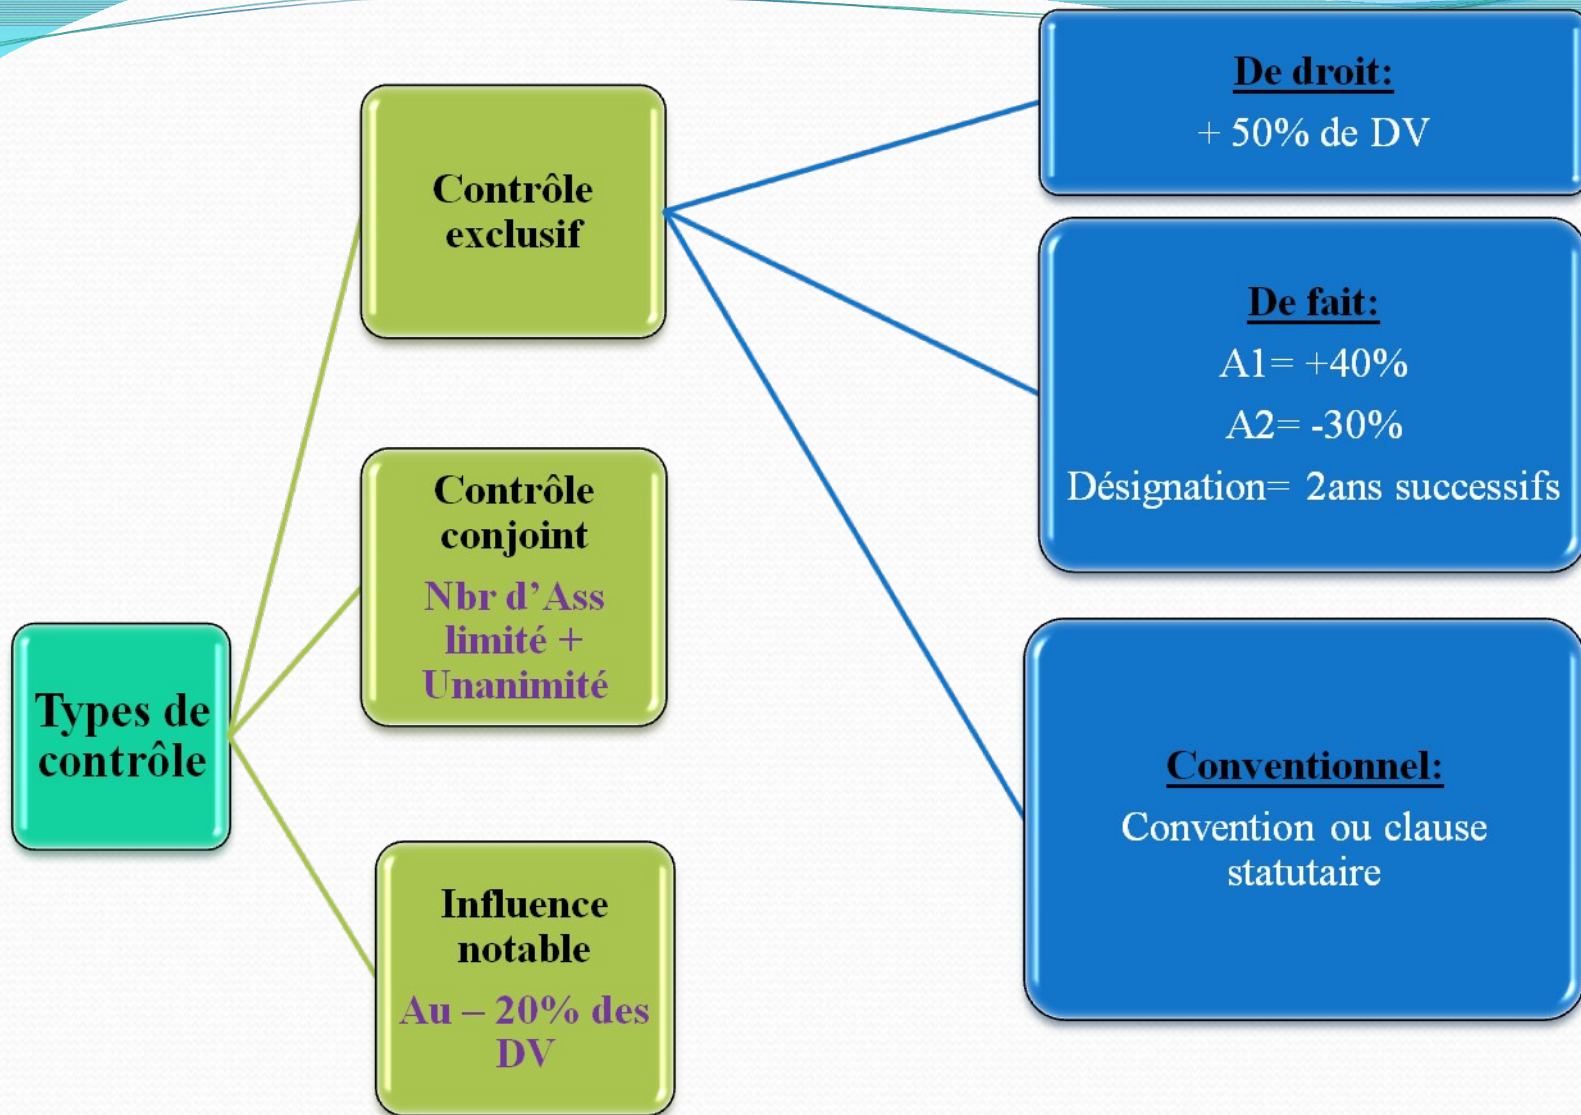 Types de
contrôle
Contrôle
exclusif
De droit:
+ 50% de DV
De fait:
A1= +40%
A2= -30%
Désignation= 2ans successifs
Conventionnel:
Convention ou clause
statutaire
Contrôle
conjoint
Nbr d’Ass
limité +
Unanimité
Influence
notable
Au – 20% des
DV